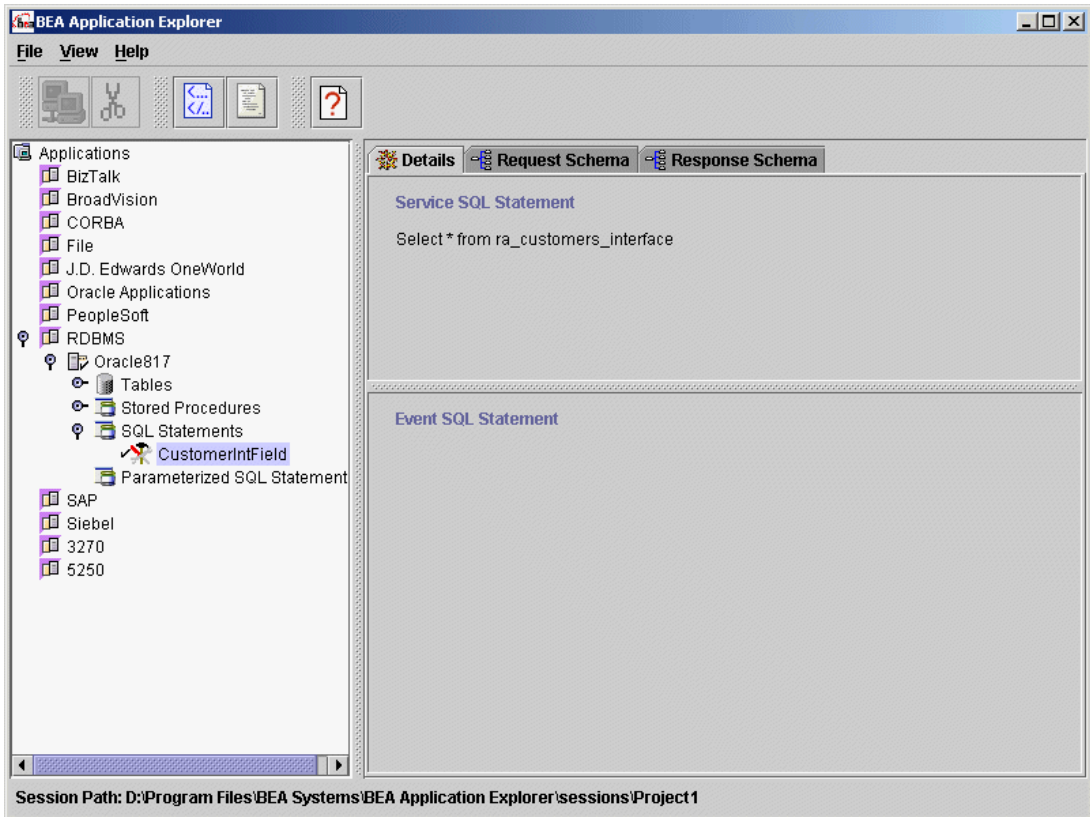 BEA Application Explorer
File View Help
Applications
BizTalk
BroadVision
CORBA
File
J.D. Edwards OneWorld
Oracle Applications
PeopleSoft
RDBMS
Oracle817
Tables
Stored Procedures
SQL Statements
CustomerIntField
Parameterized SQL Statement
SAP
Siebel
3270
5250
Details Request Schema Response Schema
Service SQL Statement
Select * from ra_customers_interface
Event SQL Statement
Session Path: D:\Program Files\BEA Systems\BEA Application Explorer\sessions\Project1